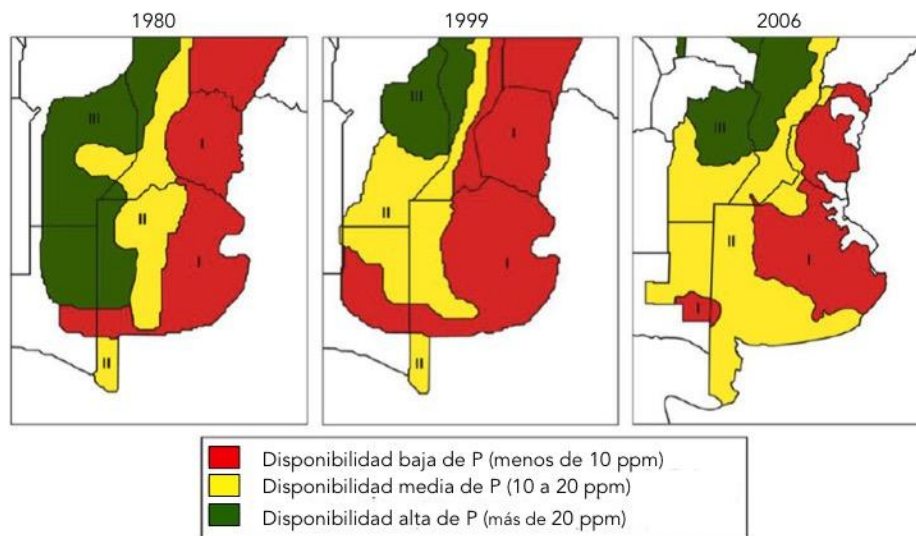 1980
1999
2006
III
I
II
I
II
III
I
II
I
II
III
II
I
I
Disponibilidad baja de P (menos de 10 ppm)
Disponibilidad media de P (10 a 20 ppm)
Disponibilidad alta de P (más de 20 ppm)